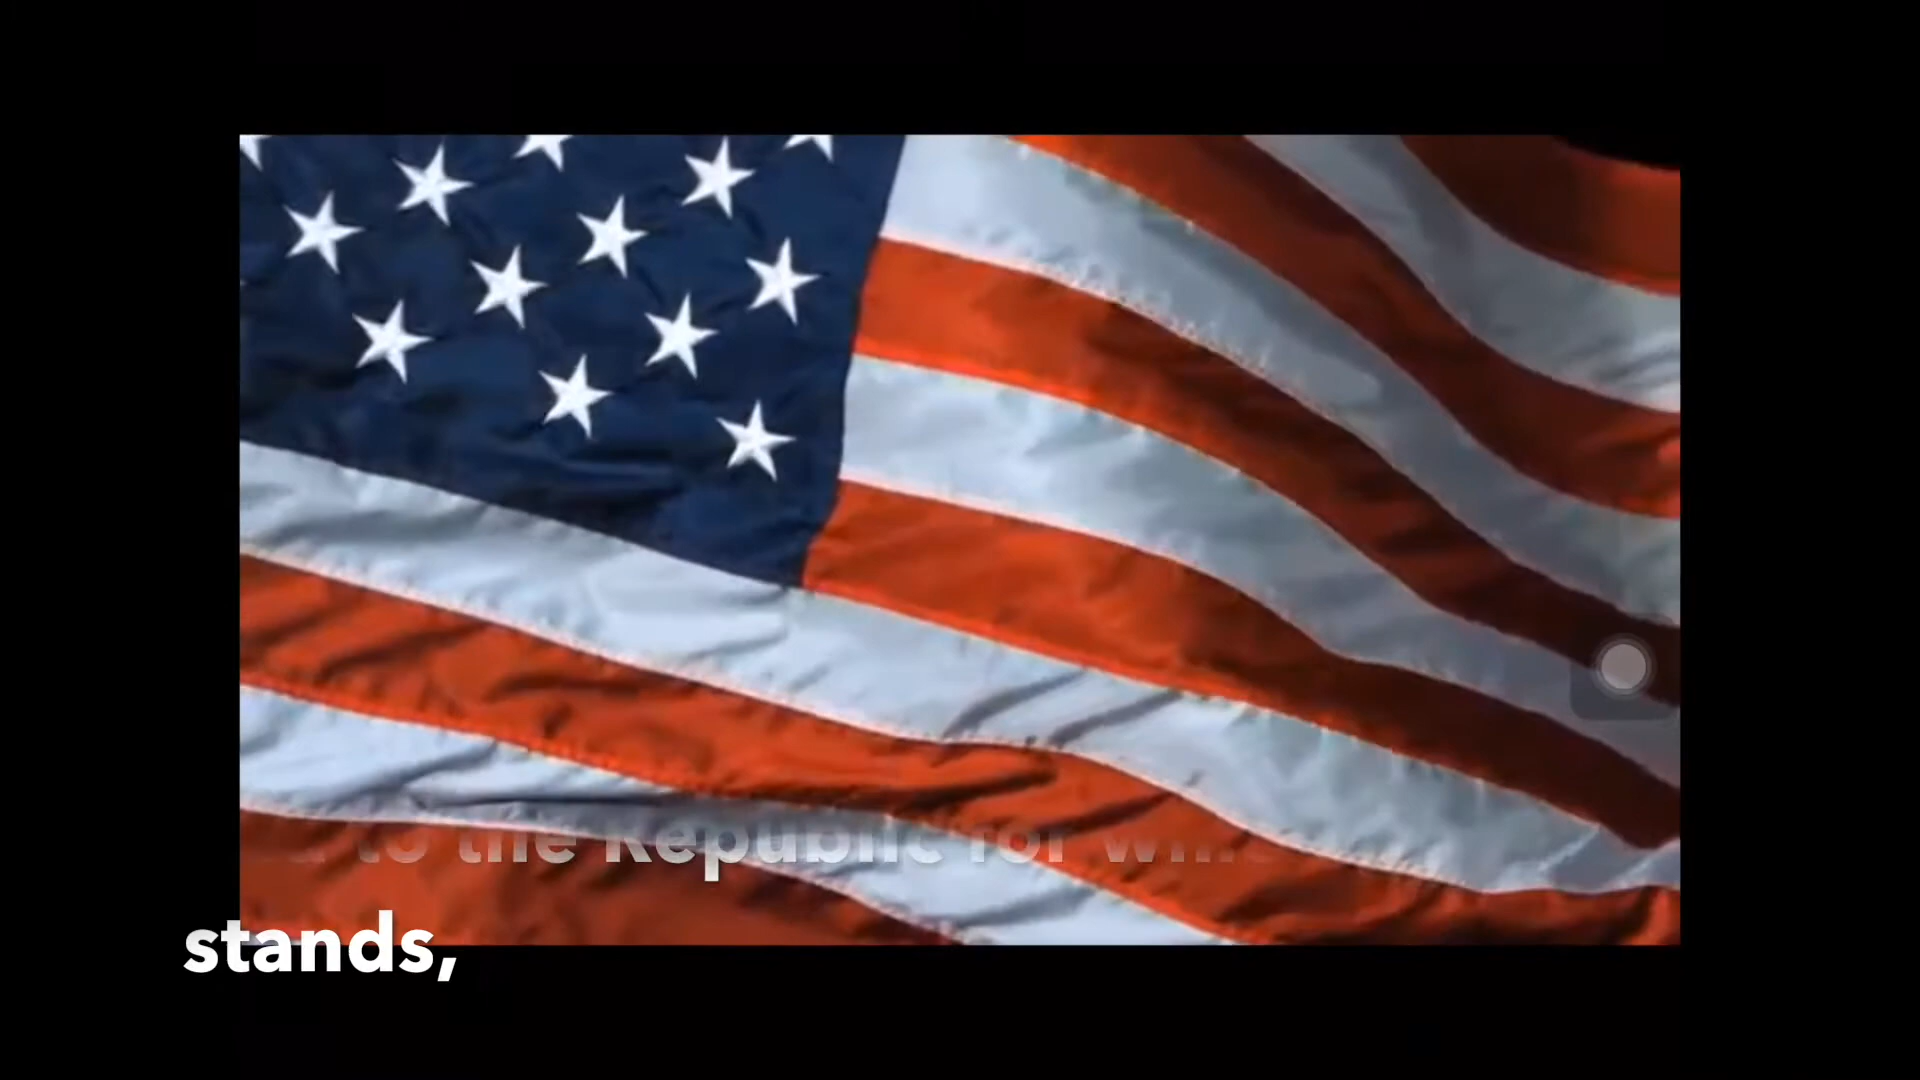 to the Republic for
stands,